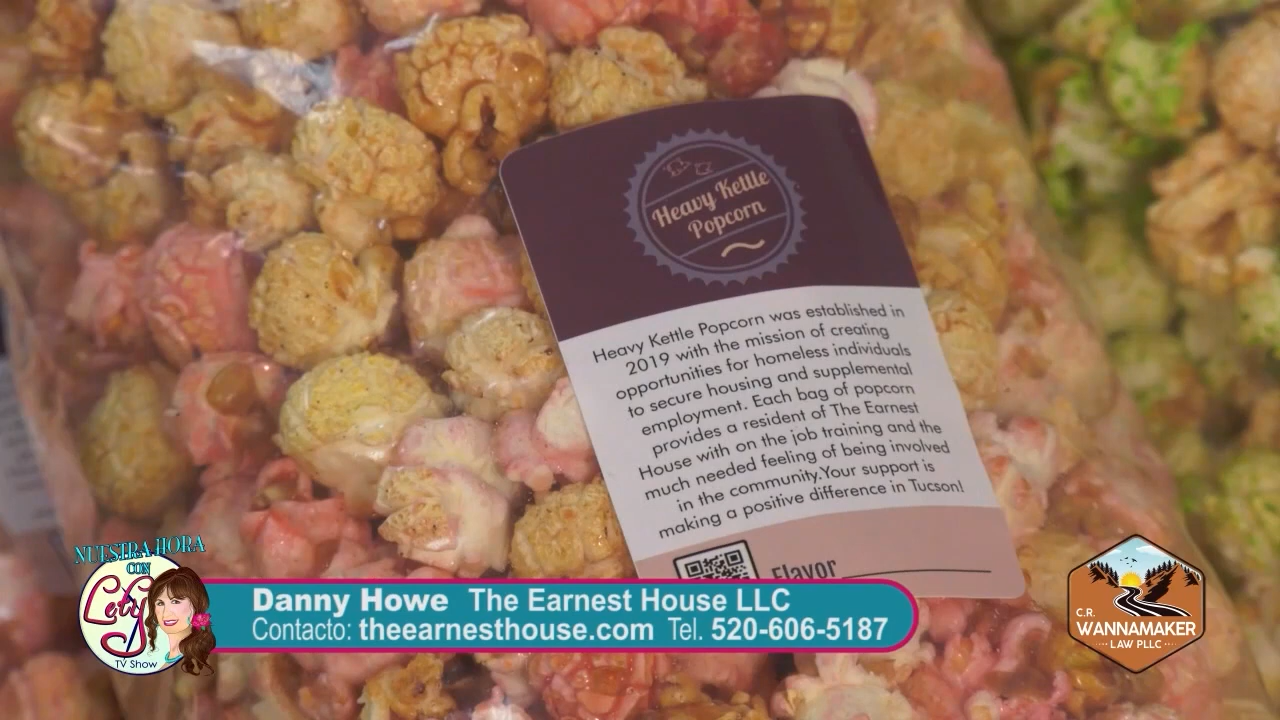 Heavy Kettle
Popcorn
Heavy Kettle Popcorn was established in
2019 with the mission of creating
opportunities for homeless individuals
to secure housing and supplemental
employment. Each bag of popcorn
provides a resident of The Earnest
House with on the job training and the
much needed feeling of being involved
in the community.Your support is
making a positive difference in Tucson!
Flavor
NUESTRA HORA
CON
Lety
TV Show
Danny Howe The Earnest House LLC
Contacto: theearnesthouse.com Tel. 520-606-5187
C.R.
WANNAMAKER
LAW PLLC